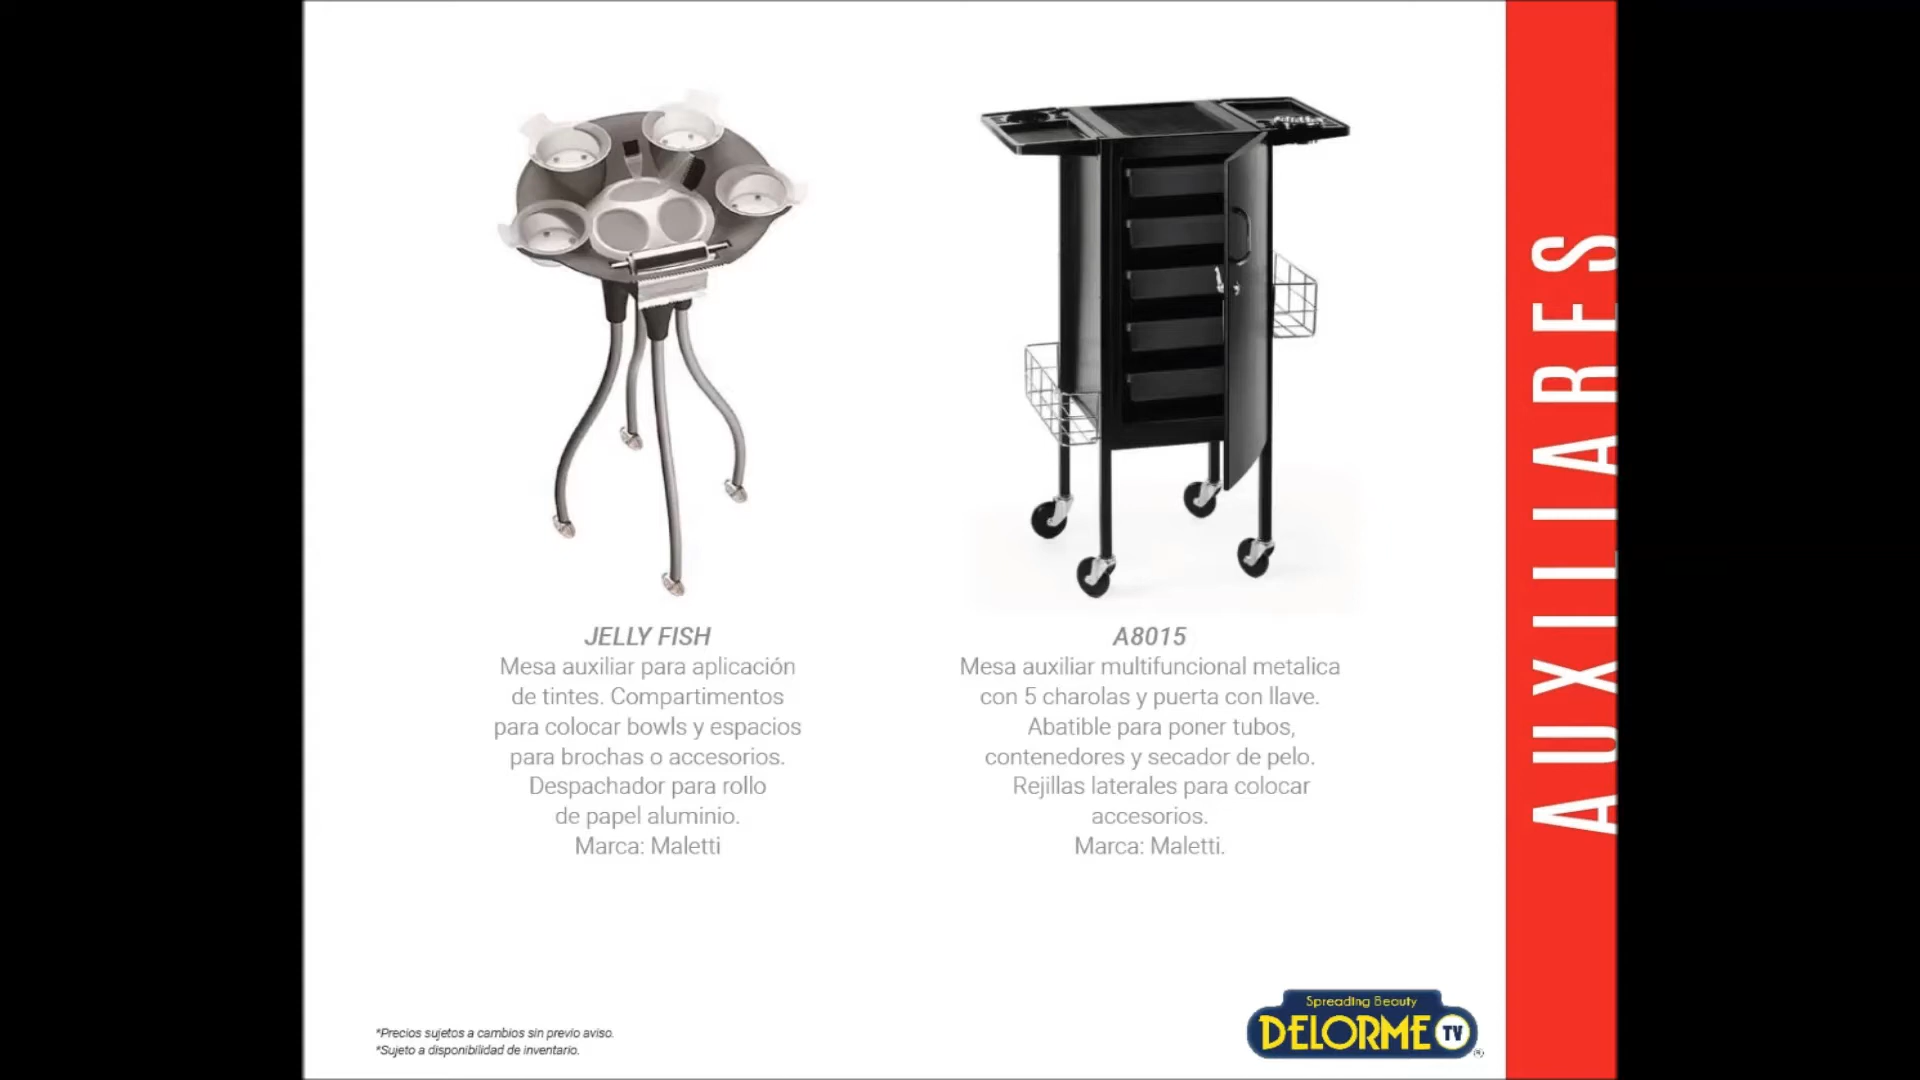 JELLY FISH
Mesa auxiliar para aplicación
de tintes. Compartimentos
para colocar bowls y espacios
para brochas o accesorios.
Despachador para rollo
de papel aluminio.
Marca: Maletti
A8015
Mesa auxiliar multifuncional metalica
con 5 charolas y puerta con llave.
Abatible para poner tubos,
contenedores y secador de pelo.
Rejillas laterales para colocar
accesorios.
Marca: Maletti.
AUXILIARES
*Precios sujetos a cambios sin previo aviso.
*Sujeto a disponibilidad de inventario.
Spreading Beauty
DELORME TV ®